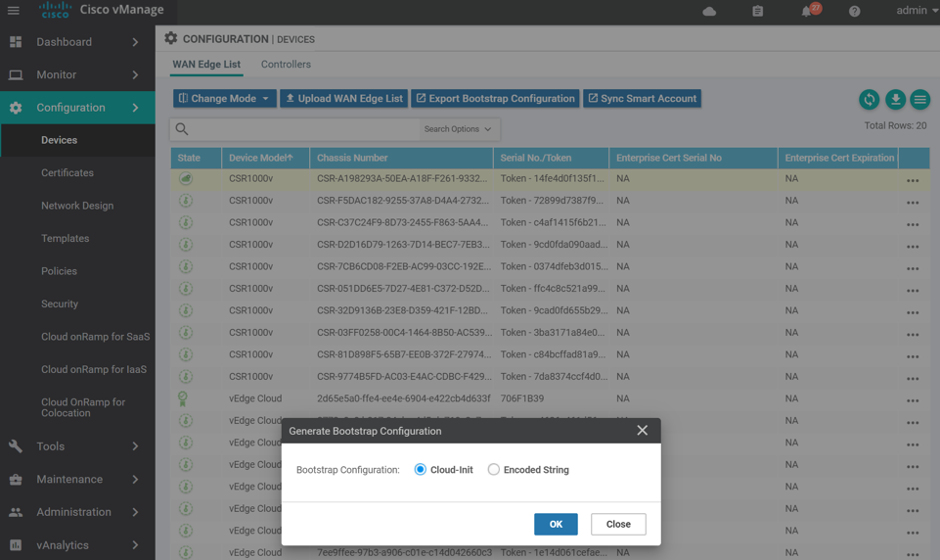 Cisco vManage
cisco
27
admin
Dashboard
Monitor
Configuration
Devices
Certificates
Network Design
Templates
Policies
Security
Cloud onRamp for SaaS
Cloud onRamp for IaaS
Cloud OnRamp for
Colocation
Tools
Maintenance
Administration
vAnalytics
CONFIGURATION | DEVICES
WAN Edge List Controllers
Change Mode Upload WAN Edge List Export Bootstrap Configuration Sync Smart Account
Search Options
Total Rows: 20
State Device Model Chassis Number Serial No./Token Enterprise Cert Serial No Enterprise Cert Expiration
CSR1000v CSR-A198293A-50EA-A18F-F261-9332... Token - 14fe4d0f135f1... NA NA
CSR1000v CSR-F5DAC182-9255-37A8-D4A4-2732... Token - 72899d7387f9... NA NA
CSR1000v CSR-C37C24F9-8D73-2455-F863-5AA4... Token - c4af1415f6b21... NA NA
CSR1000v CSR-D2D16D79-1263-7D14-BEC7-7EB3... Token - 9cd0fda090aad... NA NA
CSR1000v CSR-7CB6CD08-F2EB-AC99-03CC-192E... Token - 0374dfeb3d015... NA NA
CSR1000v CSR-051DD6E5-7D27-4E81-C372-D52D... Token - ffc4c8c521a99... NA NA
CSR1000v CSR-32D9136B-23E8-D359-421F-12BD... Token - 9cad0fd655b29... NA NA
CSR1000v CSR-03FF0258-00C4-1464-8B50-AC539... Token - 3ba3171a84e0... NA NA
CSR1000v CSR-81D898F5-65B7-EE0B-372F-27974... Token - c84bcffad81a9... NA NA
CSR1000v CSR-9774B5FD-AC03-E4AC-CDBC-F429... Token - 7da8374ccf4d0... NA NA
vEdge Cloud 2d65e5a0-ffe4-ee4e-6904-e422cb4d633f 706F1B39 NA NA
vEdge Cloud NA
vEdge Cloud NA
vEdge Cloud NA
vEdge Cloud NA
vEdge Cloud NA
vEdge Cloud NA
vEdge Cloud 7ee9ffee-97b3-a906-c01e-c14d042660c3 Token - 1e14d061cefae... NA NA
Generate Bootstrap Configuration
Bootstrap Configuration: Cloud-Init Encoded String
OK Close